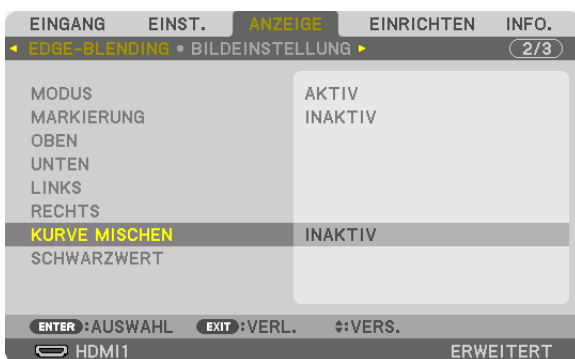 EINGANG EINST. ANZEIGE EINRICHTEN INFO.
EDGE-BLENDING • BILDEINSTELLUNG 2/3
MODUS AKTIV
MARKIERUNG INAKTIV
OBEN
UNTEN
LINKS
RECHTS
KURVE MISCHEN INAKTIV
SCHWARZWERT
ENTER :AUSWAHL EXIT :VERL. :VERS.
HDMI1 ERWEITERT